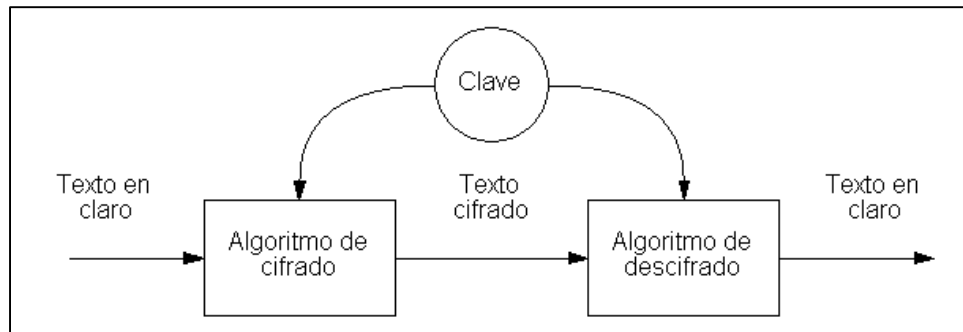 Clave
Texto en
claro
Algoritmo de
cifrado
Texto
cifrado
Algoritmo de
descifrado
Texto en
claro